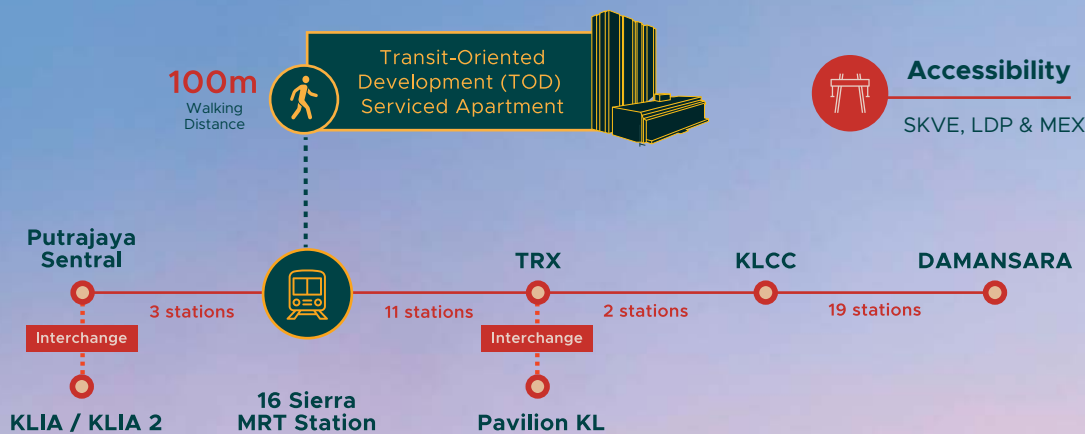 Transit-Oriented
Development (TOD)
Serviced Apartment
100m
Walking
Distance
Accessibility
SKVE, LDP & MEX
Putrajaya
Sentral
TRX
KLCC
DAMANSARA
3 stations
11 stations
2 stations
19 stations
Interchange
Interchange
KLIA / KLIA 2
16 Sierra
MRT Station
Pavilion KL